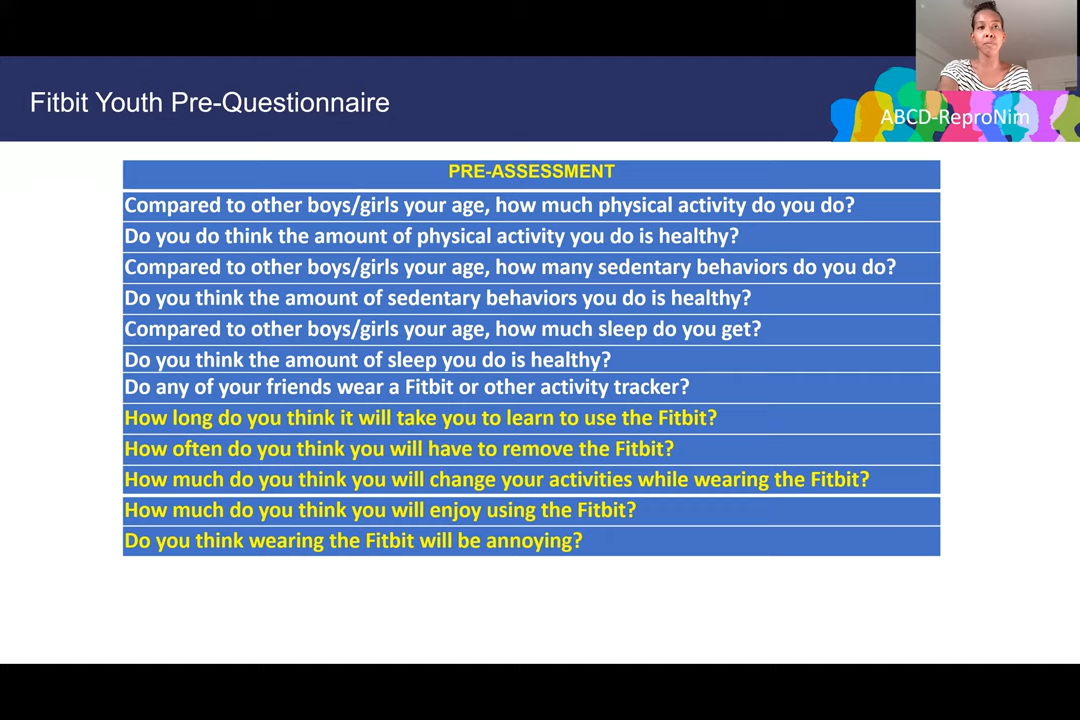 Fitbit Youth Pre-Questionnaire
ABCD-ReproNim
PRE-ASSESSMENT
Compared to other boys/girls your age, how much physical activity do you do?
Do you do think the amount of physical activity you do is healthy?
Compared to other boys/girls your age, how many sedentary behaviors do you do?
Do you think the amount of sedentary behaviors you do is healthy?
Compared to other boys/girls your age, how much sleep do you get?
Do you think the amount of sleep you do is healthy?
Do any of your friends wear a Fitbit or other activity tracker?
How long do you think it will take you to learn to use the Fitbit?
How often do you think you will have to remove the Fitbit?
How much do you think you will change your activities while wearing the Fitbit?
How much do you think you will enjoy using the Fitbit?
Do you think wearing the Fitbit will be annoying?